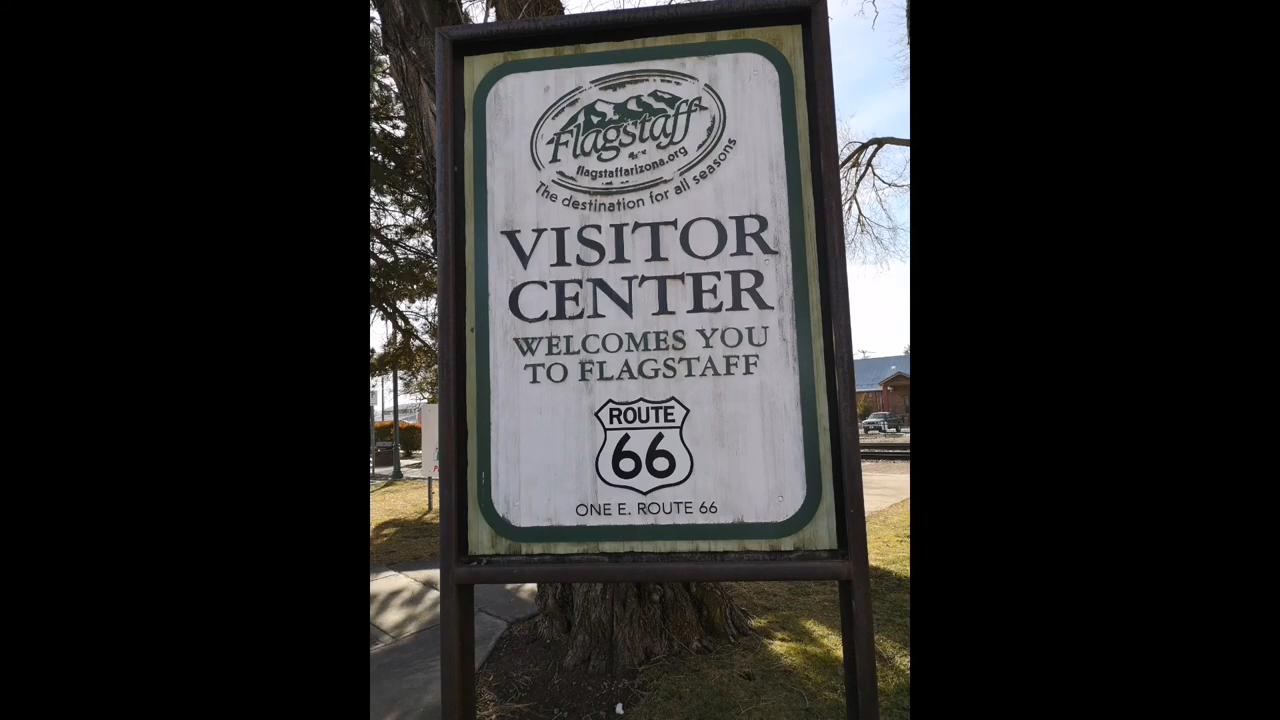 Flagstaff
flagstaffarizona.org
The destination for all seasons
VISITOR
CENTER
WELCOMES YOU
TO FLAGSTAFF
ROUTE
66
ONE E. ROUTE 66